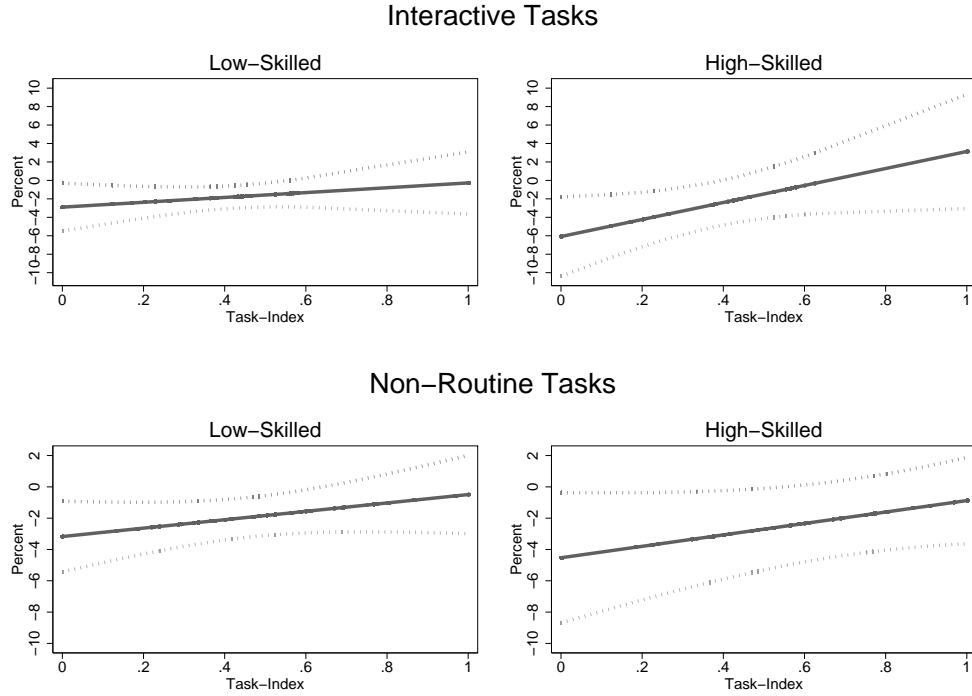 Interactive Tasks
Low−Skilled
High−Skilled
Percent
−10 −8 −6 −4 −2 0 2 4 6 8 10
0 .2 .4 .6 .8 1
Task−Index
Percent
−10 −8 −6 −4 −2 0 2 4 6 8 10
0 .2 .4 .6 .8 1
Task−Index
Non−Routine Tasks
Low−Skilled
High−Skilled
Percent
−10 −8 −6 −4 −2 0 2
0 .2 .4 .6 .8 1
Task−Index
Percent
−10 −8 −6 −4 −2 0 2
0 .2 .4 .6 .8 1
Task−Index